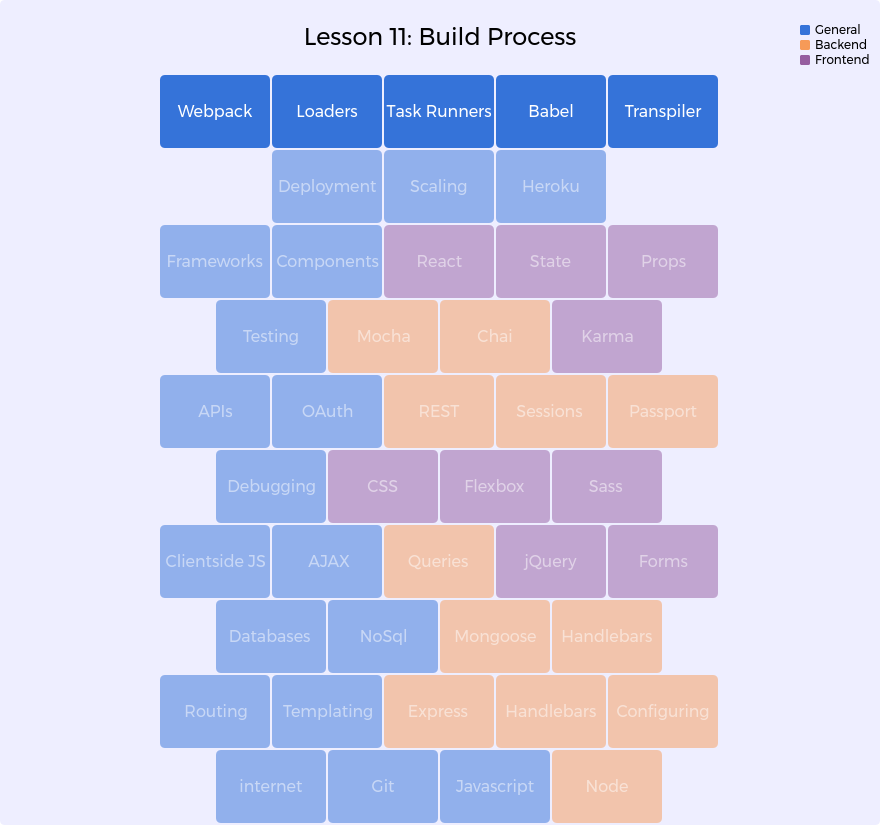 Lesson 11: Build Process
General
Backend
Frontend
Webpack Loaders Task Runners Babel Transpiler
Deployment Scaling Heroku
Frameworks Components React State Props
Testing Mocha Chai Karma
APIs OAuth REST Sessions Passport
Debugging CSS Flexbox Sass
Clientside JS AJAX Queries jQuery Forms
Databases NoSql Mongoose Handlebars
Routing Templating Express Handlebars Configuring
internet Git Javascript Node